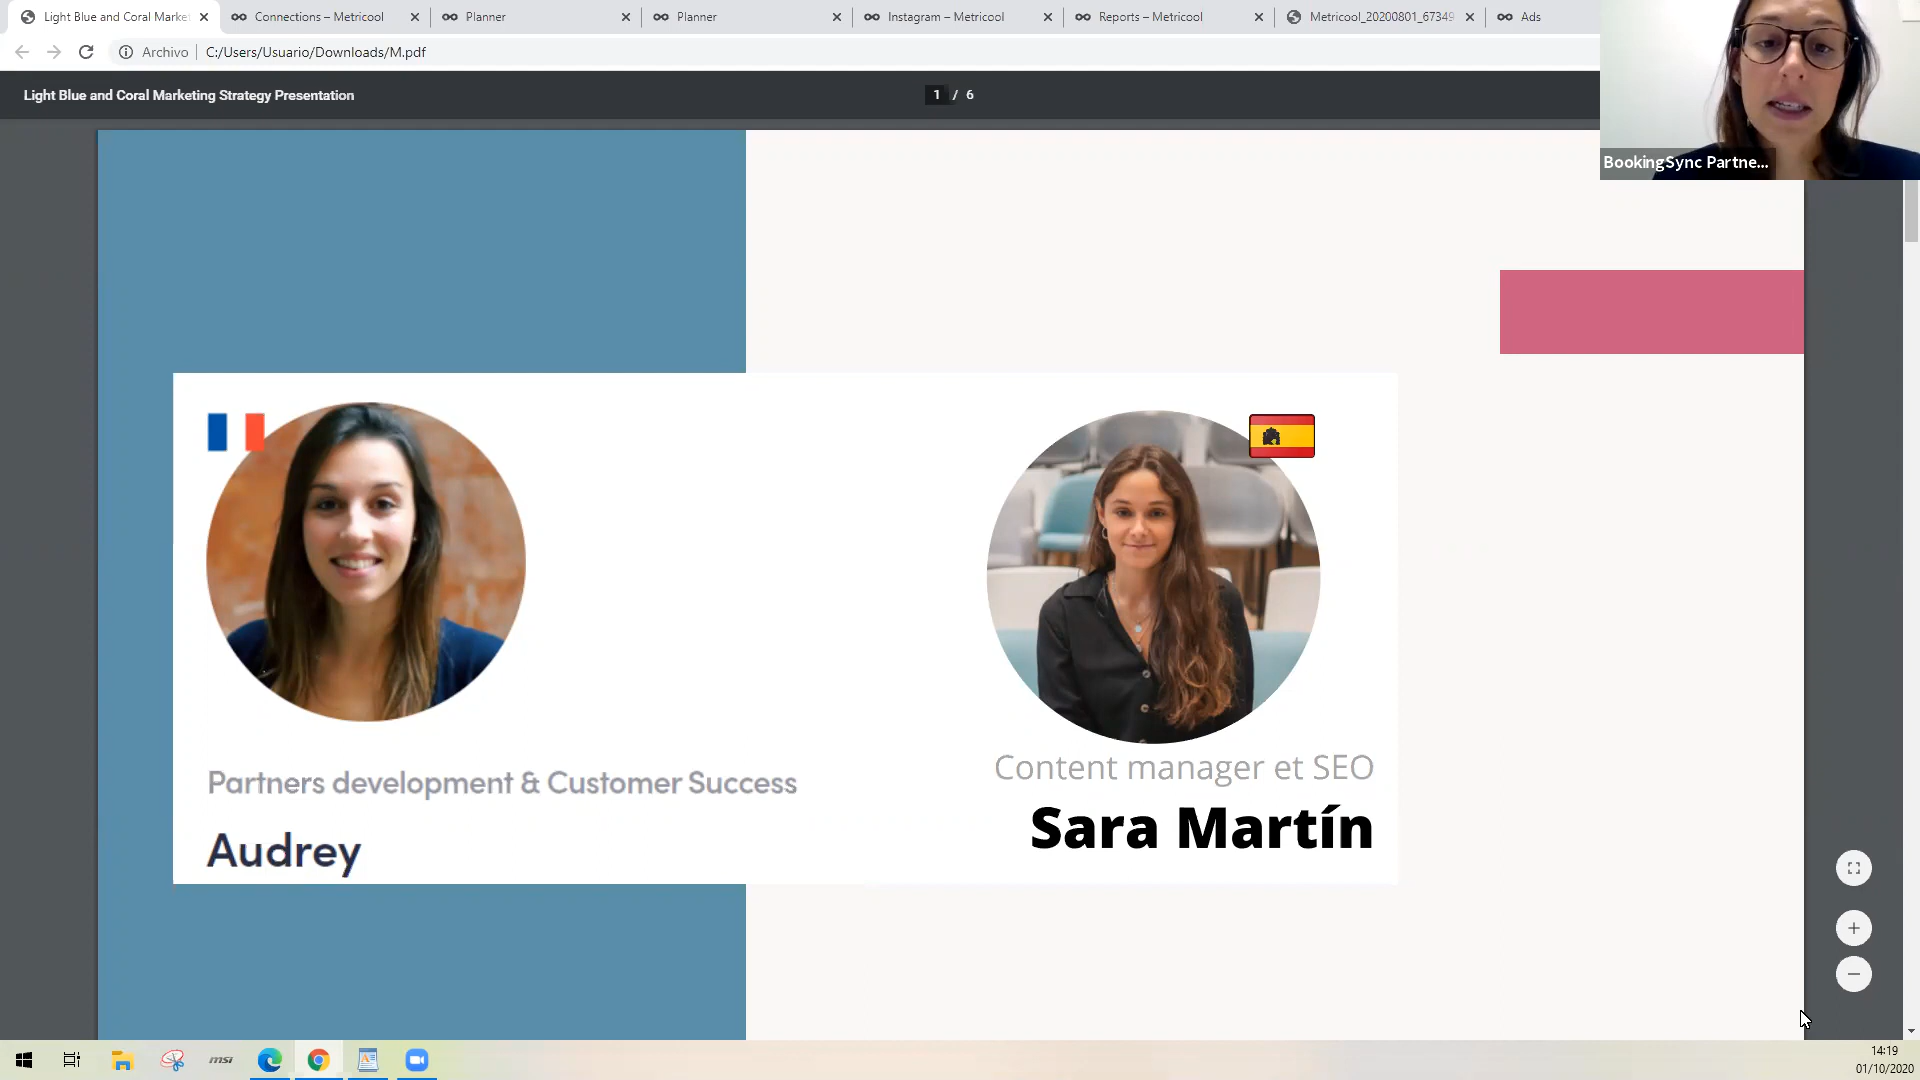 Light Blue and Coral Marke
Connections – Metricool
Planner
Planner
Instagram – Metricool
Reports – Metricool
Metricool_20200801_67349
Ads
Archivo
C:/Users/Usuario/Downloads/M.pdf
Light Blue and Coral Marketing Strategy Presentation
1 / 6
BookingSync Partne...
Partners development & Customer Success
Audrey
Content manager et SEO
Sara Martín
msi
14:19
01/10/2020